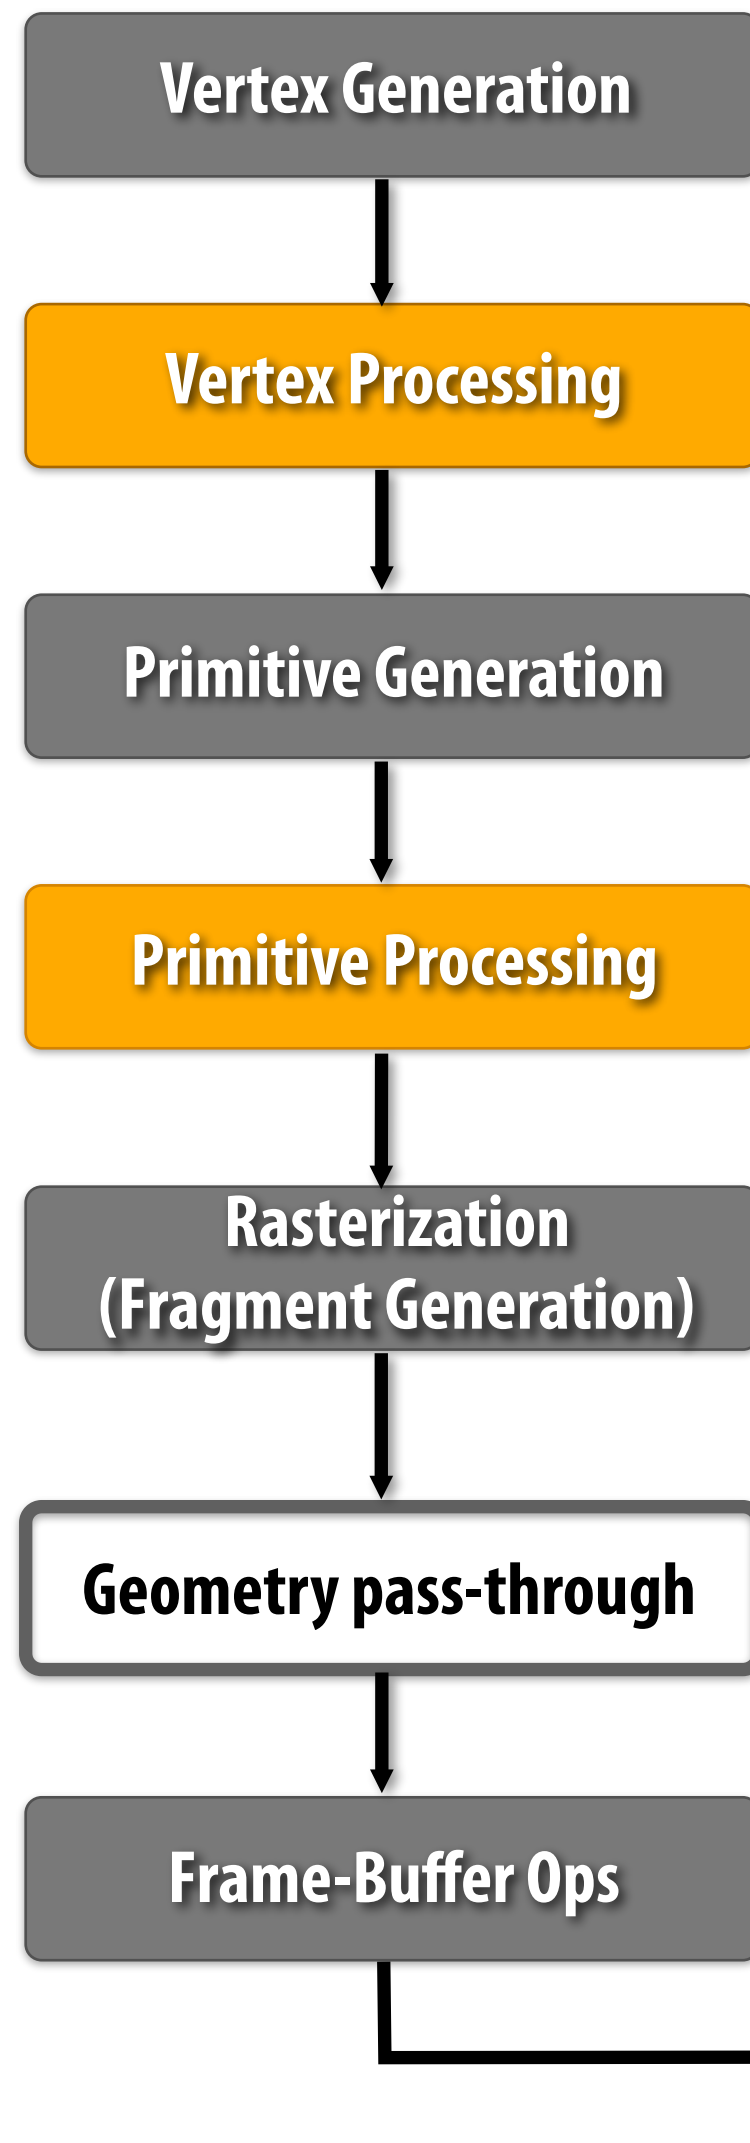 Vertex Generation
Vertex Processing
Primitive Generation
Primitive Processing
Rasterization
(Fragment Generation)
Geometry pass-through
Frame-Buffer Ops